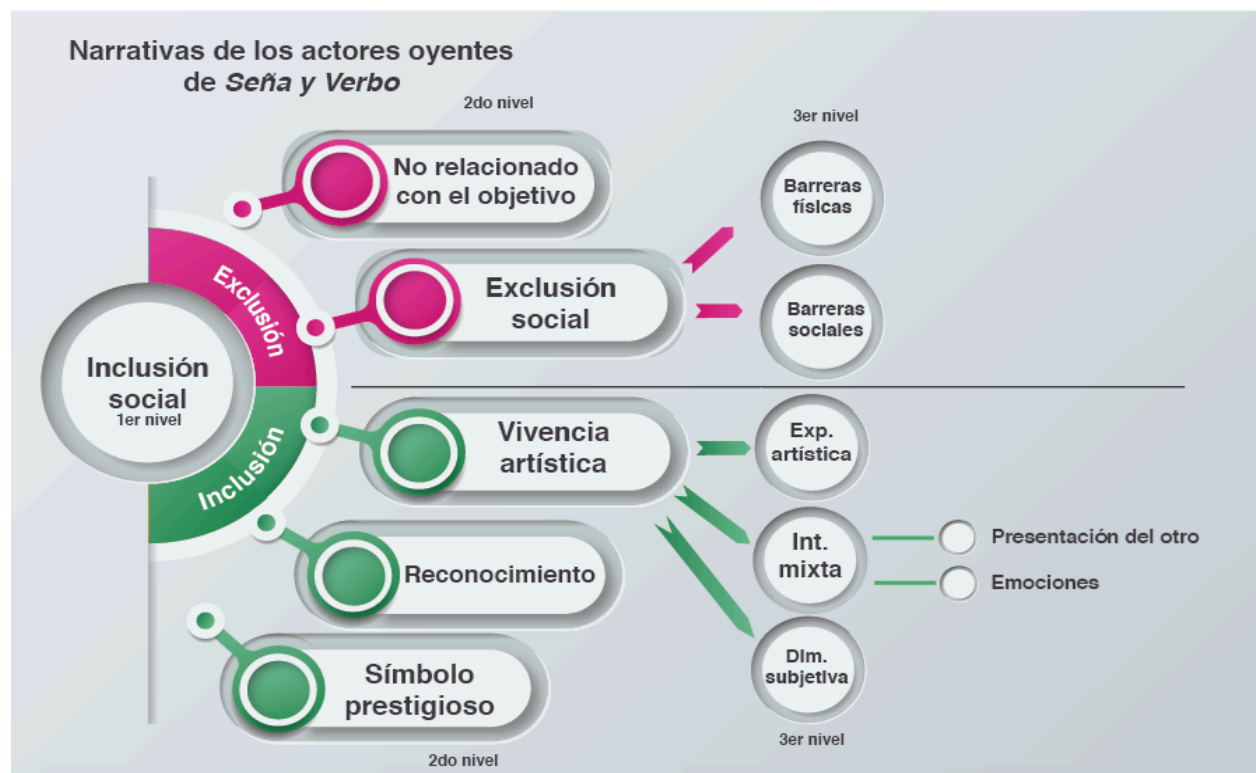 Narrativas de los actores oyentes
de Seña y Verbo
2do nivel
3er nivel
No relacionado
con el objetivo
Barreras
físicas
Exclusión
Exclusión
social
Barreras
sociales
Inclusión
social
1er nivel
Inclusión
Vivencia
artística
Exp.
artística
Reconocimiento
Int.
mixta
Presentación del otro
Emociones
Símbolo
prestigioso
Dim.
subjetiva
2do nivel
3er nivel